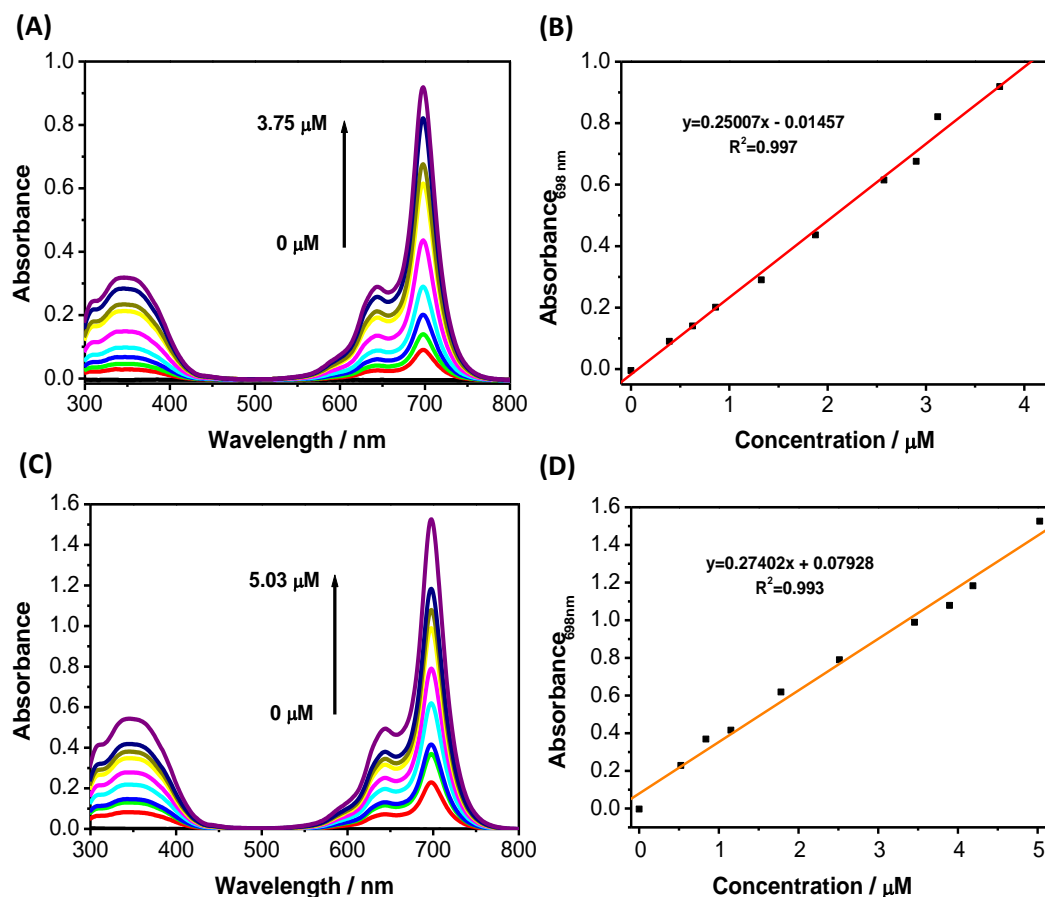 (A)
1.0
0.8
0.6
0.4
0.2
0.0
Absorbance
3.75 μM
0 μM
300 400 500 600 700 800
Wavelength / nm
(B)
1.0
0.8
0.6
0.4
0.2
0.0
Absorbance698 nm
y=0.25007x - 0.01457
R²=0.997
0 1 2 3 4
Concentration / μM
(C)
1.6
1.4
1.2
1.0
0.8
0.6
0.4
0.2
0.0
Absorbance
5.03 μM
0 μM
300 400 500 600 700 800
Wavelength / nm
(D)
1.6
1.4
1.2
1.0
0.8
0.6
0.4
0.2
0.0
Absorbance698nm
y=0.27402x + 0.07928
R²=0.993
0 1 2 3 4 5
Concentration / μM